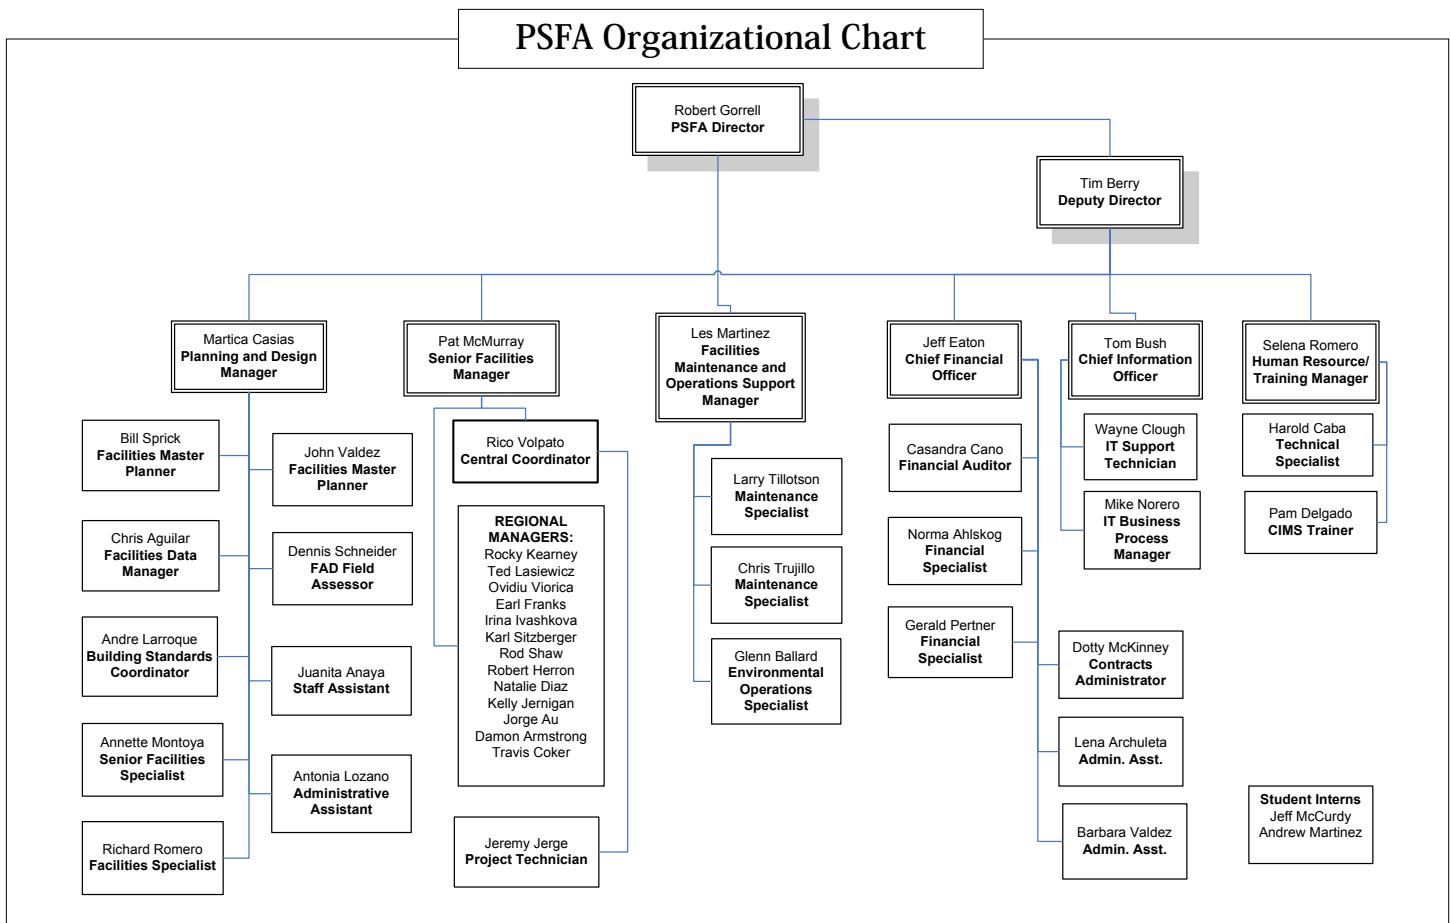 PSFA Organizational Chart
Robert Gorrell
PSFA Director
Tim Berry
Deputy Director
Martica Casias
Planning and Design
Manager
Pat McMurray
Senior Facilities
Manager
Les Martinez
Facilities
Maintenance and
Operations Support
Manager
Jeff Eaton
Chief Financial
Officer
Tom Bush
Chief Information
Officer
Selena Romero
Human Resource/
Training Manager
Bill Sprick
Facilities Master
Planner
John Valdez
Facilities Master
Planner
Chris Aguilar
Facilities Data
Manager
Dennis Schneider
FAD Field
Assessor
Andre Larroque
Building Standards
Coordinator
Juanita Anaya
Staff Assistant
Annette Montoya
Senior Facilities
Specialist
Antonia Lozano
Administrative
Assistant
Richard Romero
Facilities Specialist
Rico Volpato
Central Coordinator
REGIONAL
MANAGERS:
Rocky Kearney
Ted Lasiewicz
Ovidiu Viorica
Earl Franks
Irina Ivashkova
Karl Sitzberger
Rod Shaw
Robert Herron
Natalie Diaz
Kelly Jernigan
Jorge Au
Damon Armstrong
Travis Coker
Jeremy Jerge
Project Technician
Larry Tillotson
Maintenance
Specialist
Chris Trujillo
Maintenance
Specialist
Glenn Ballard
Environmental
Operations
Specialist
Casandra Cano
Financial Auditor
Norma Ahlskog
Financial
Specialist
Gerald Pertner
Financial
Specialist
Dotty McKinney
Contracts
Administrator
Lena Archuleta
Admin. Asst.
Barbara Valdez
Admin. Asst.
Wayne Clough
IT Support
Technician
Mike Norero
IT Business
Process
Manager
Harold Caba
Technical
Specialist
Pam Delgado
CIMS Trainer
Student Interns
Jeff McCurdy
Andrew Martinez